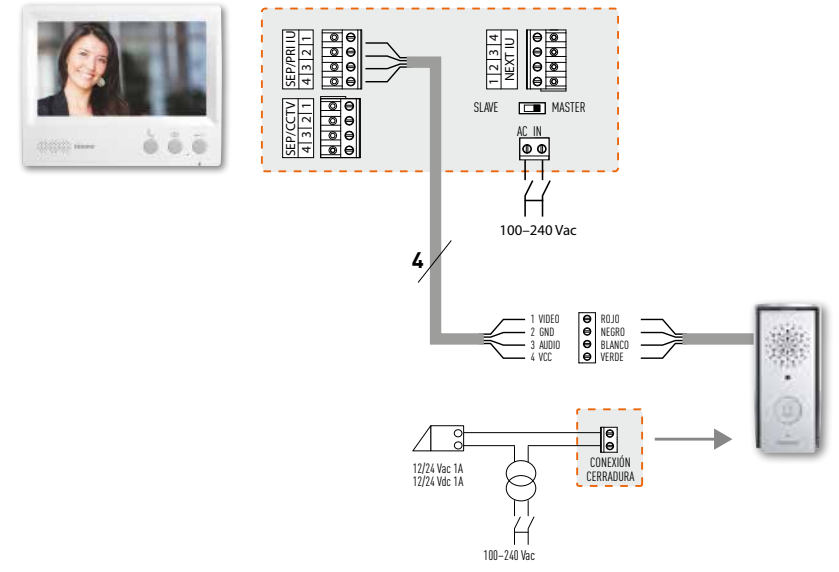 SEP/PRI IU
4 3 2 1
SEP/CCTV
4 3 2 1
1 2 3 4
NEXT IU
SLAVE
MASTER
AC IN
100–240 Vac
4
1 VIDEO
2 GND
3 AUDIO
4 VCC
ROJO
NEGRO
BLANCO
VERDE
12/24 Vac 1A
12/24 Vdc 1A
CONEXIÓN
CERRADURA
100–240 Vac